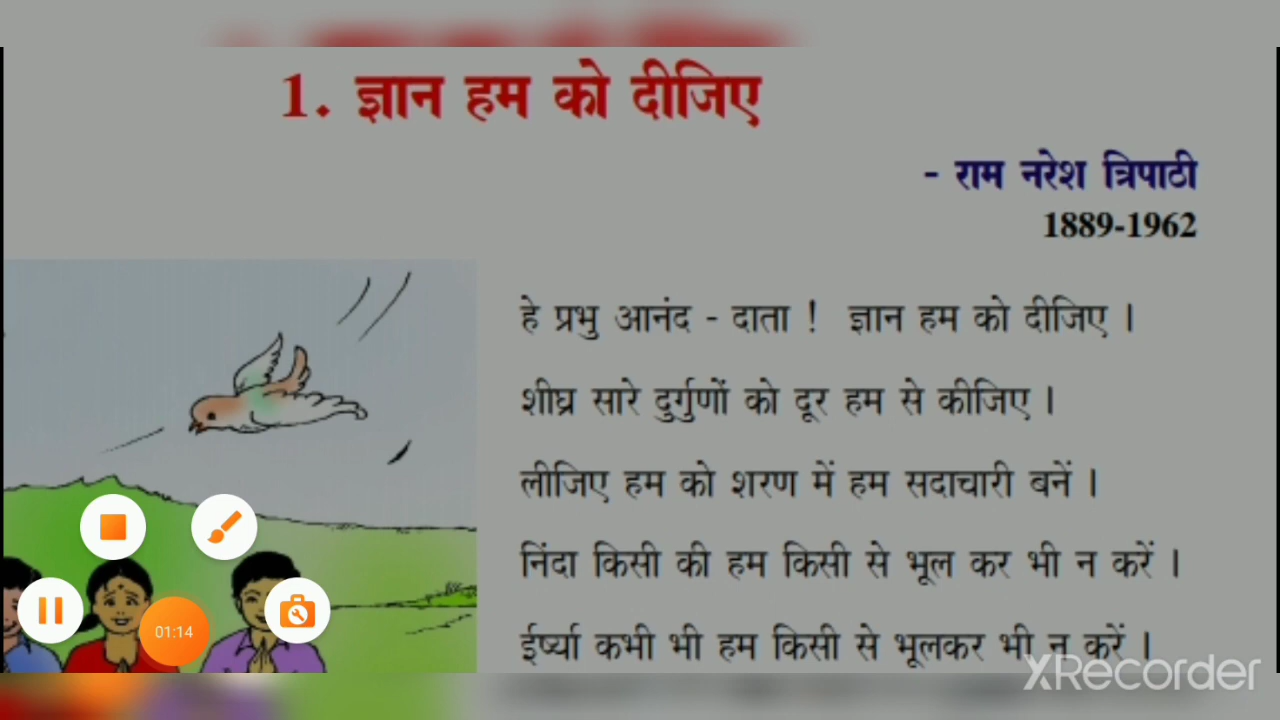 1. ज्ञान हम को दीजिए
- राम नरेश त्रिपाठी
1889-1962
हे प्रभु आनंद - दाता ! ज्ञान हम को दीजिए ।
शीघ्र सारे दुर्गुणों को दूर हम से कीजिए ।
लीजिए हम को शरण में हम सदाचारी बनें ।
निंदा किसी की हम किसी से भूल कर भी न करें ।
ईर्ष्या कभी भी हम किसी से भूलकर भी न करें ।
01:14
XRecorder